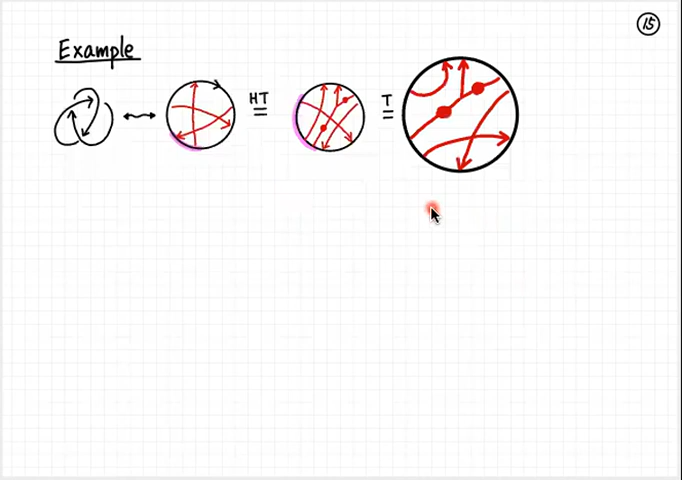 ⑮
Example
HT
=
T
=